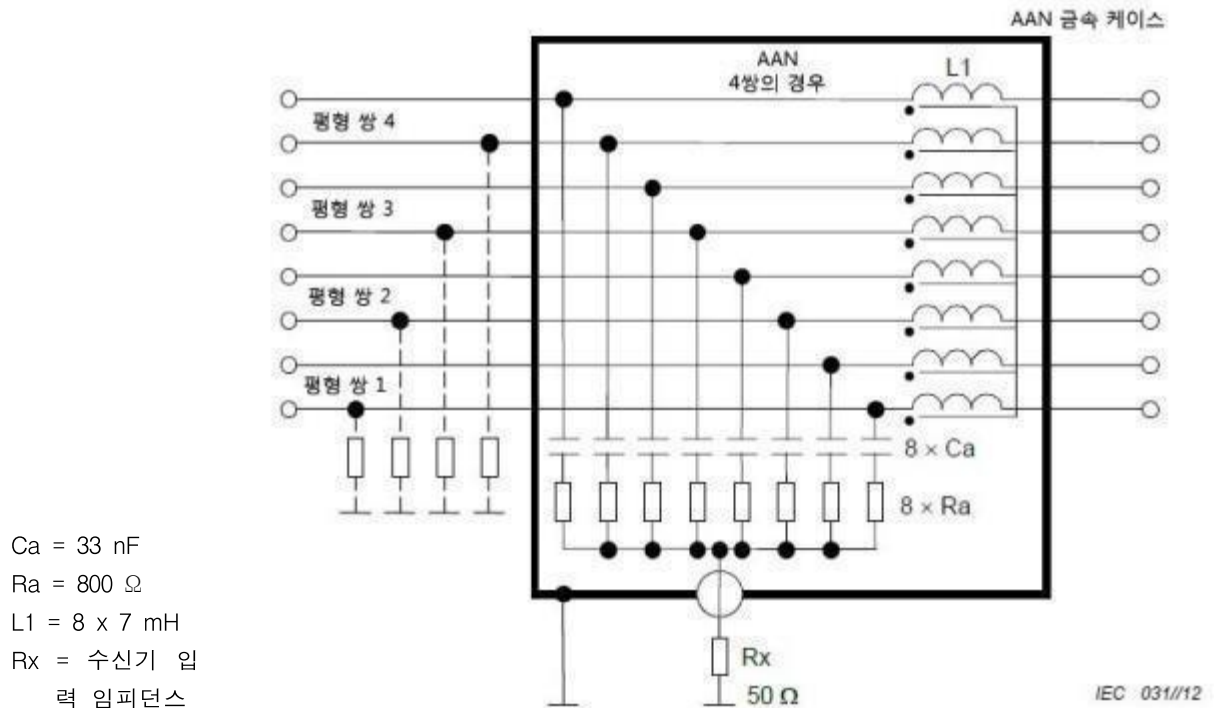 AAN 금속 케이스
AAN
4쌍의 경우
L1
평형 쌍 4
평형 쌍 3
평형 쌍 2
평형 쌍 1
8 × Ca
8 × Ra
Ca = 33 nF
Ra = 800 Ω
L1 = 8 x 7 mH
Rx = 수신기 입
력 임피던스
Rx
50 Ω
IEC 031//12